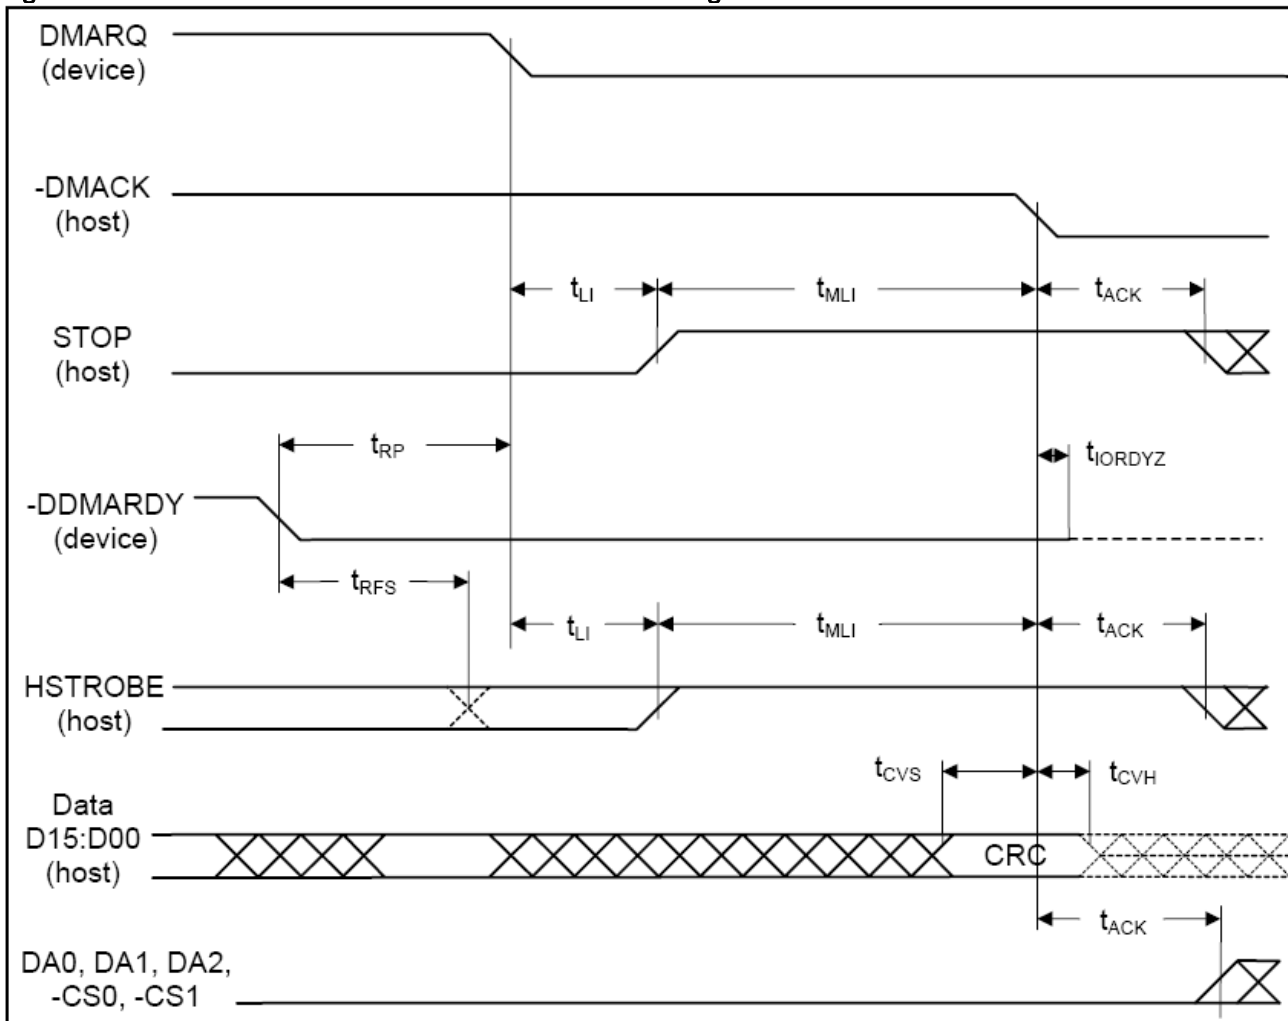 DMARQ
(device)
-DMACK
(host)
tLI
tMLI
tACK
STOP
(host)
tRP
tIORDYZ
-DDMARDY
(device)
tRFS
tLI
tMLI
tACK
HSTROBE
(host)
tCVS
tCVH
Data
D15:D00
(host)
CRC
tACK
DA0, DA1, DA2,
-CS0, -CS1